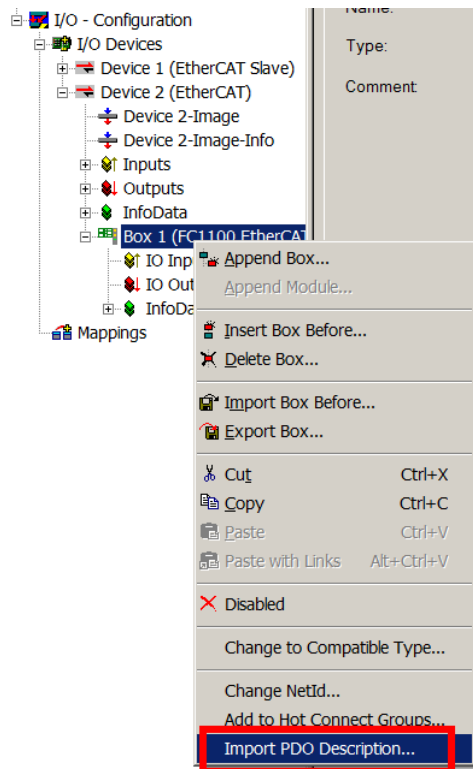 I/O - Configuration
I/O Devices
Device 1 (EtherCAT Slave)
Device 2 (EtherCAT)
Device 2-Image
Device 2-Image-Info
Inputs
Outputs
InfoData
Box 1 (FC1100 EtherCAT
IO Inp
IO Out
InfoDa
Mappings
Name:
Type:
Comment
Append Box...
Append Module...
Insert Box Before...
Delete Box...
Import Box Before...
Export Box...
Cut Ctrl+X
Copy Ctrl+C
Paste Ctrl+V
Paste with Links Alt+Ctrl+V
Disabled
Change to Compatible Type...
Change NetId...
Add to Hot Connect Groups...
Import PDO Description...